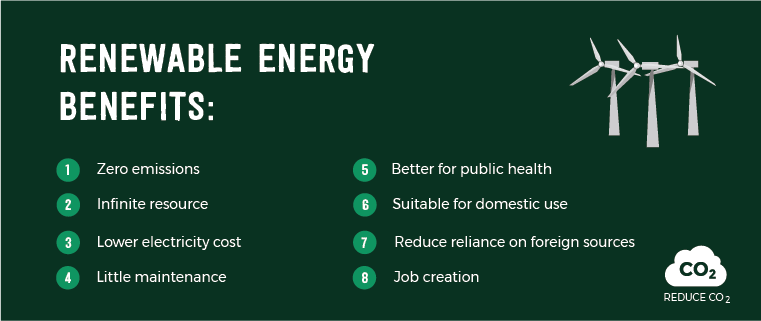 RENEWABLE ENERGY
BENEFITS:
1 Zero emissions
2 Infinite resource
3 Lower electricity cost
4 Little maintenance
5 Better for public health
6 Suitable for domestic use
7 Reduce reliance on foreign sources
8 Job creation
CO₂
REDUCE CO₂